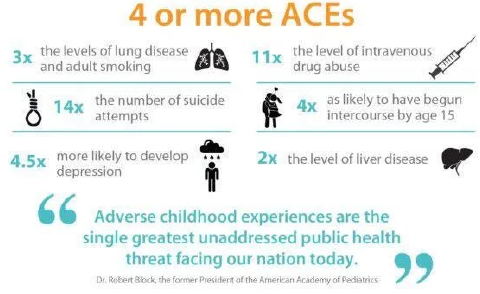 4 or more ACEs
3x the levels of lung disease
and adult smoking
11x the level of intravenous
drug abuse
14x the number of suicide
attempts
4x as likely to have begun
intercourse by age 15
4.5x more likely to develop
depression
2x the level of liver disease
“ Adverse childhood experiences are the
single greatest unaddressed public health
threat facing our nation today. ”
Dr. Robert Block, the former President of the American Academy of Pediatrics